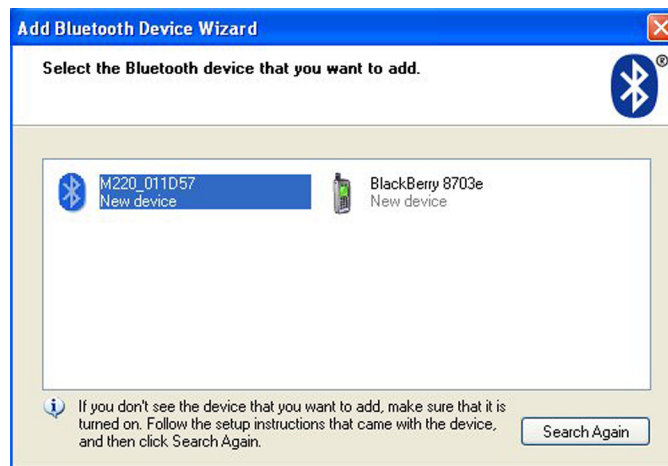 Add Bluetooth Device Wizard
Select the Bluetooth device that you want to add.
®
M220_011D57
New device
BlackBerry 8703e
New device
If you don't see the device that you want to add, make sure that it is
turned on. Follow the setup instructions that came with the device,
and then click Search Again.
Search Again